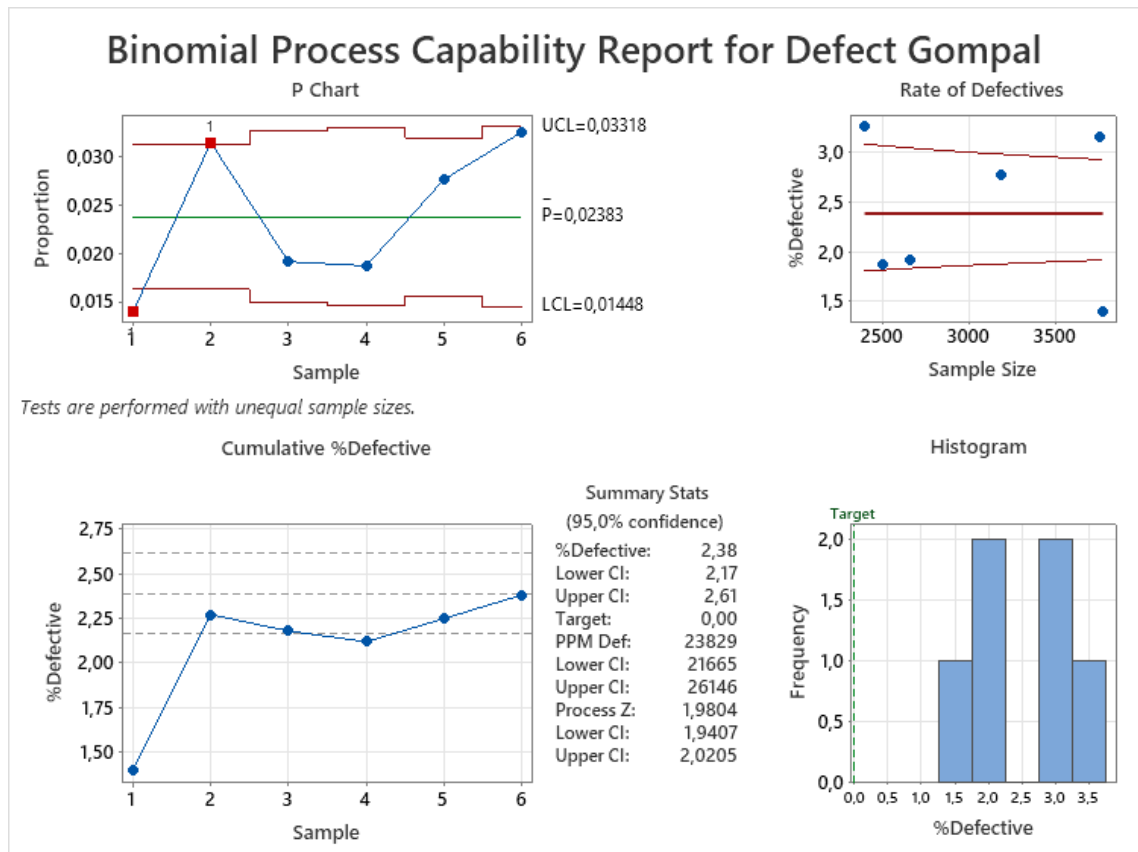 Binomial Process Capability Report for Defect Gompal
P Chart
1
0,030
0,025
0,020
0,015
Proportion
1
1 2 3 4 5 6
Sample
UCL=0,03318
P̄=0,02383
LCL=0,01448
Tests are performed with unequal sample sizes.
Rate of Defectives
3,0
2,5
2,0
1,5
%Defective
2500 3000 3500
Sample Size
Cumulative %Defective
2,75
2,50
2,25
2,00
1,75
1,50
%Defective
1 2 3 4 5 6
Sample
Summary Stats
(95,0% confidence)
%Defective: 2,38
Lower CI: 2,17
Upper CI: 2,61
Target: 0,00
PPM Def: 23829
Lower CI: 21665
Upper CI: 26146
Process Z: 1,9804
Lower CI: 1,9407
Upper CI: 2,0205
Histogram
Target
2,0
1,5
1,0
0,5
0,0
Frequency
0,0 0,5 1,0 1,5 2,0 2,5 3,0 3,5
%Defective